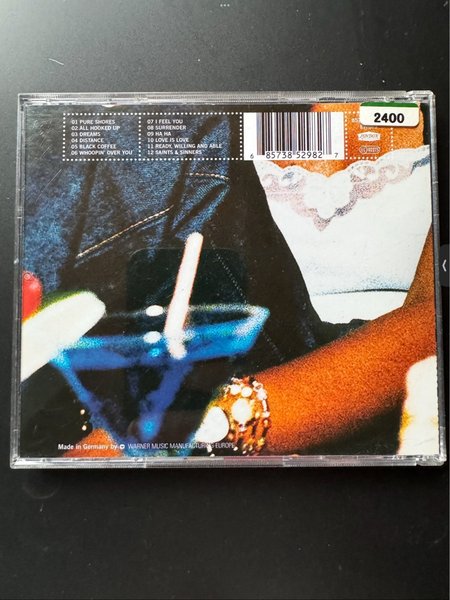 01 PURE SHORES
02 ALL HOOKED UP
03 DREAMS
04 DISTANCE
05 BLACK COFFEE
06 WHOOPIN' OVER YOU
07 I FEEL YOU
08 SURRENDER
09 HA HA
10 LOVE IS LOVE
11 READY, WILLING AND ABLE
12 SAINTS & SINNERS
2400
6 85738 52982 7
Made in Germany by WARNER MUSIC MANUFACTURING EUROPE